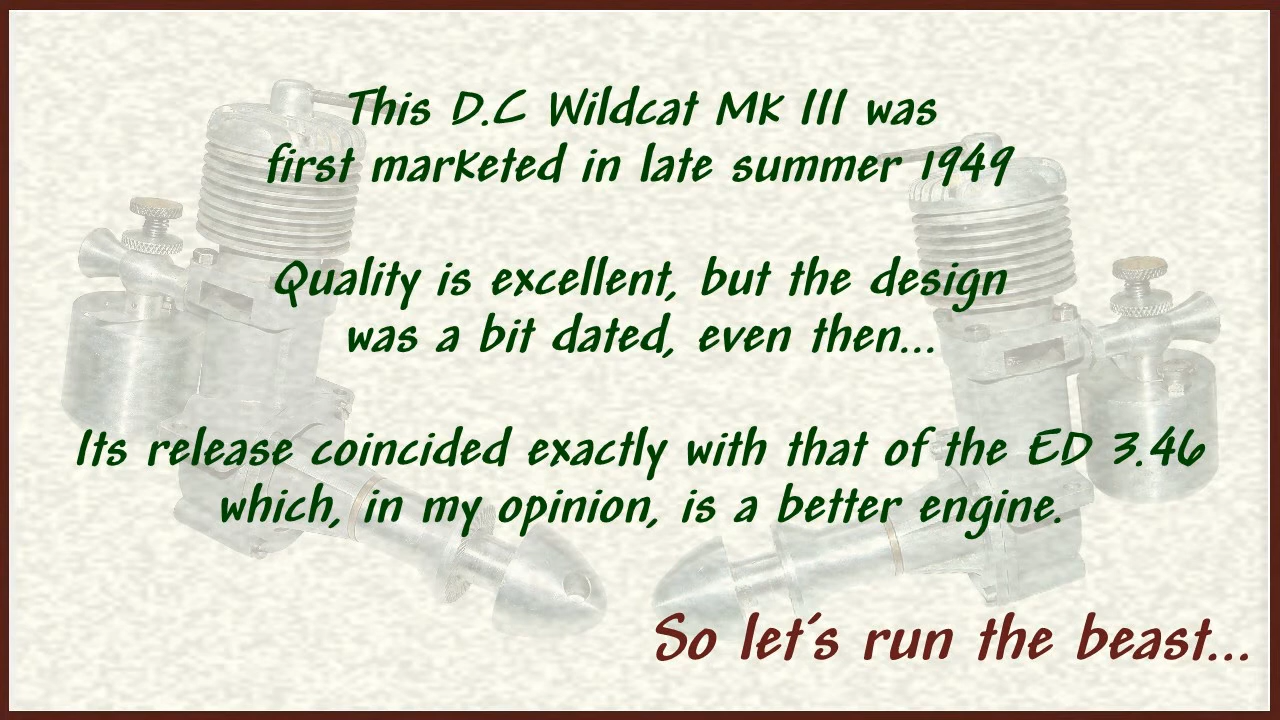 This D.C Wildcat MK III was
first marketed in late summer 1949
Quality is excellent, but the design
was a bit dated, even then...
Its release coincided exactly with that of the ED 3.46
which, in my opinion, is a better engine.
So let's run the beast...